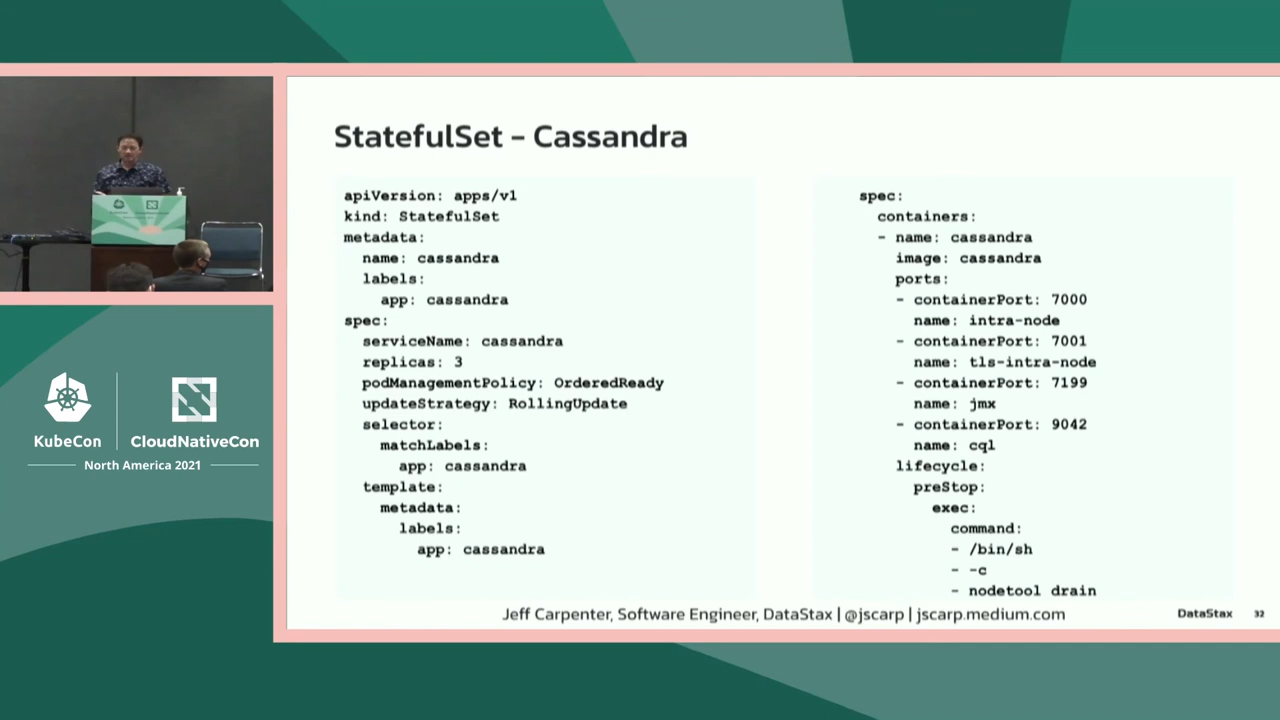 StatefulSet – Cassandra
apiVersion: apps/v1
kind: StatefulSet
metadata:
  name: cassandra
  labels:
    app: cassandra
spec:
  serviceName: cassandra
  replicas: 3
  podManagementPolicy: OrderedReady
  updateStrategy: RollingUpdate
  selector:
    matchLabels:
      app: cassandra
  template:
    metadata:
      labels:
        app: cassandra
spec:
  containers:
  - name: cassandra
    image: cassandra
    ports:
    - containerPort: 7000
      name: intra-node
    - containerPort: 7001
      name: tls-intra-node
    - containerPort: 7199
      name: jmx
    - containerPort: 9042
      name: cql
    lifecycle:
      preStop:
        exec:
          command:
          - /bin/sh
          - -c
          - nodetool drain
Jeff Carpenter, Software Engineer, DataStax | @jscarp | jscarp.medium.com
DataStax 32
KubeCon
CloudNativeCon
North America 2021